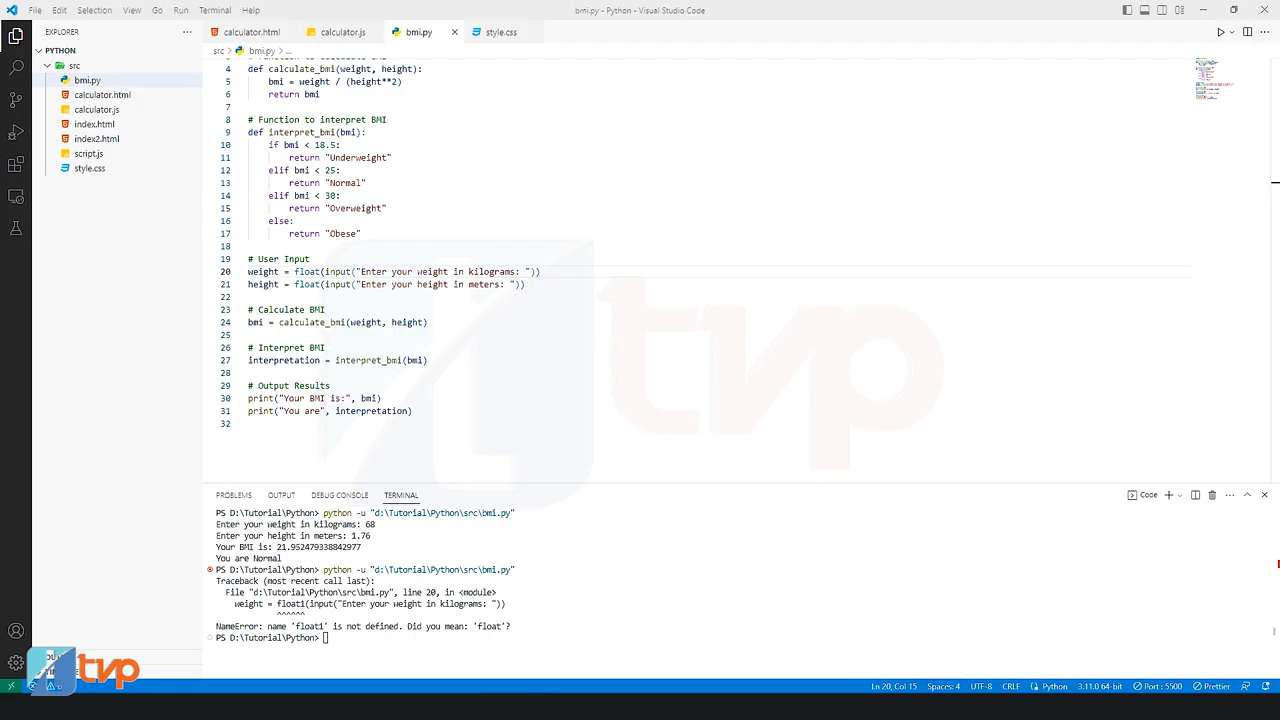 File Edit Selection View Go Run Terminal Help
bmi.py - Python - Visual Studio Code
EXPLORER
PYTHON
src
bmi.py
calculator.html
calculator.js
index.html
index2.html
script.js
style.css
calculator.html calculator.js bmi.py style.css
src > bmi.py > ...
4 def calculate_bmi(weight, height):
5 bmi = weight / (height**2)
6 return bmi
7
8 # Function to interpret BMI
9 def interpret_bmi(bmi):
10 if bmi < 18.5:
11 return "Underweight"
12 elif bmi < 25:
13 return "Normal"
14 elif bmi < 30:
15 return "Overweight"
16 else:
17 return "Obese"
18
19 # User Input
20 weight = float(input("Enter your weight in kilograms: "))
21 height = float(input("Enter your height in meters: "))
22
23 # Calculate BMI
24 bmi = calculate_bmi(weight, height)
25
26 # Interpret BMI
27 interpretation = interpret_bmi(bmi)
28
29 # Output Results
30 print("Your BMI is:", bmi)
31 print("You are", interpretation)
32
tvp
PROBLEMS OUTPUT DEBUG CONSOLE TERMINAL
Code
PS D:\Tutorial\Python> python -u "d:\Tutorial\Python\src\bmi.py"
Enter your weight in kilograms: 68
Enter your height in meters: 1.76
Your BMI is: 21.952479338842977
You are Normal
PS D:\Tutorial\Python> python -u "d:\Tutorial\Python\src\bmi.py"
Traceback (most recent call last):
File "d:\Tutorial\Python\src\bmi.py", line 20, in <module>
weight = float1(input("Enter your weight in kilograms: "))
^^^^^^
NameError: name 'float1' is not defined. Did you mean: 'float'?
PS D:\Tutorial\Python>
tvp
Ln 20, Col 15 Spaces: 4 UTF-8 CRLF Python 3.11.0 64-bit Port : 5500 Prettier